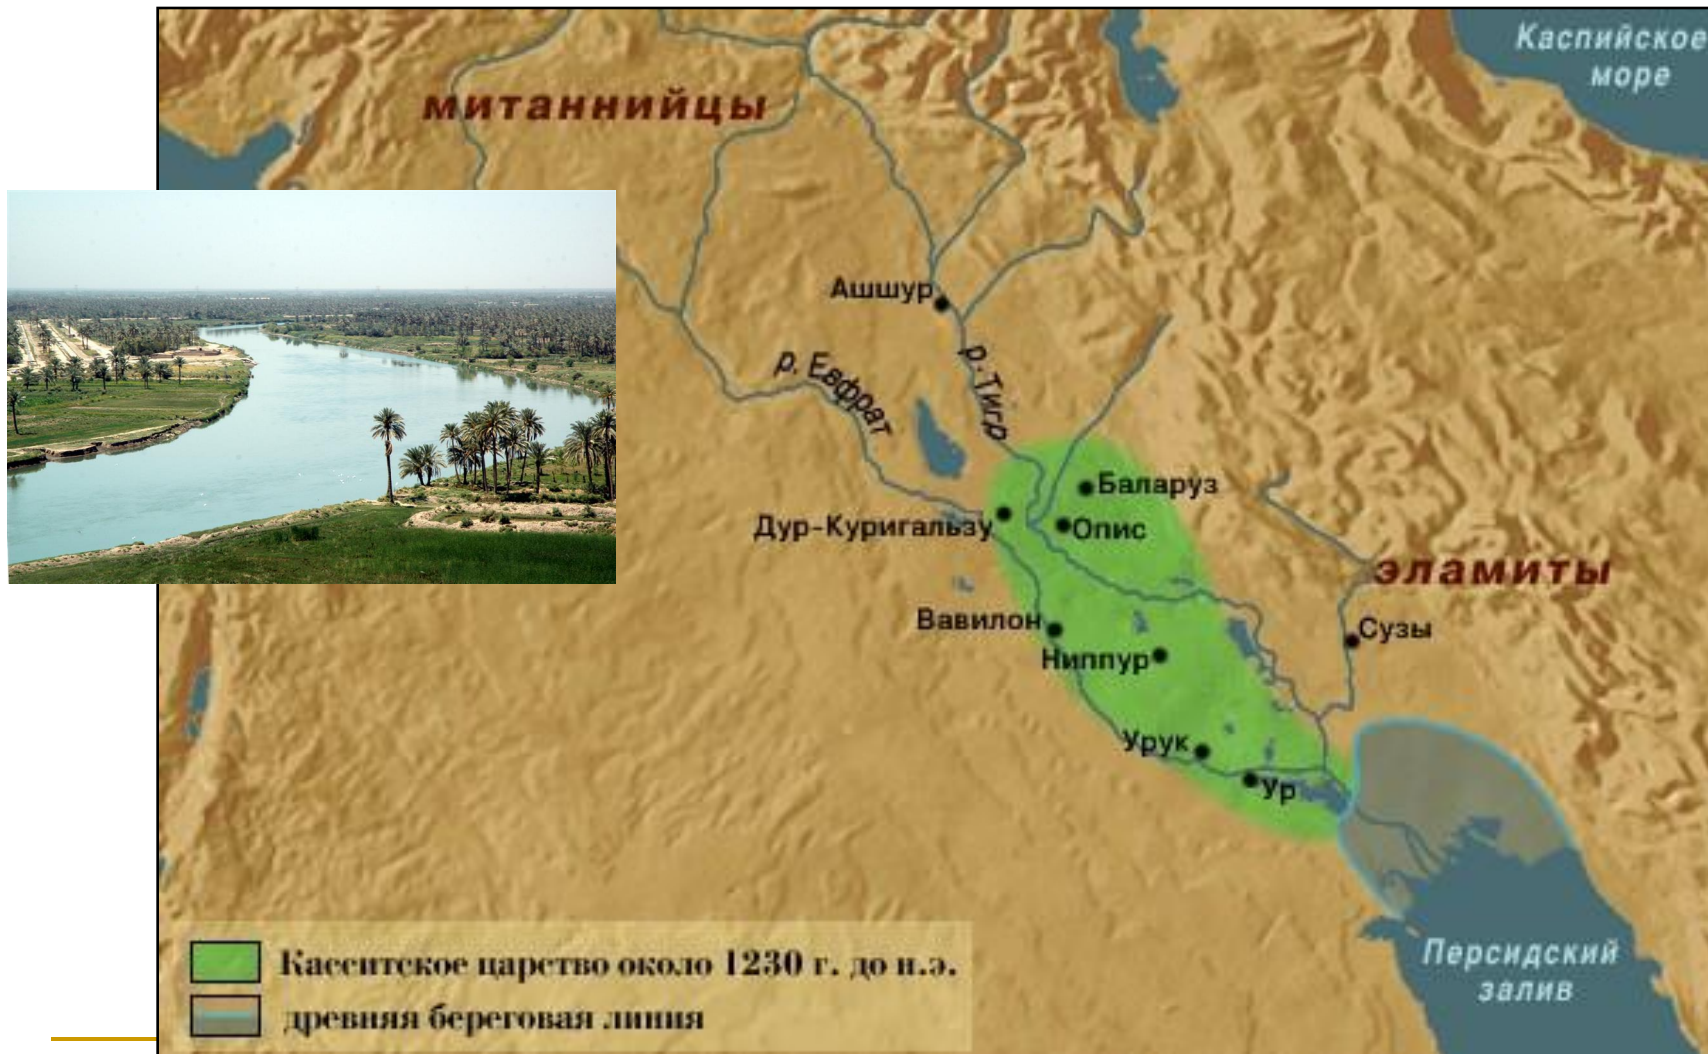 Каспийское
море
митаннийцы
Ашшур
р. Евфрат
р. Тигр
Баларуз
Дур-Куригальзу
Опис
эламиты
Вавилон
Сузы
Ниппур
Урук
Ур
Персидский
залив
Касситское царство около 1230 г. до н.э.
древняя береговая линия